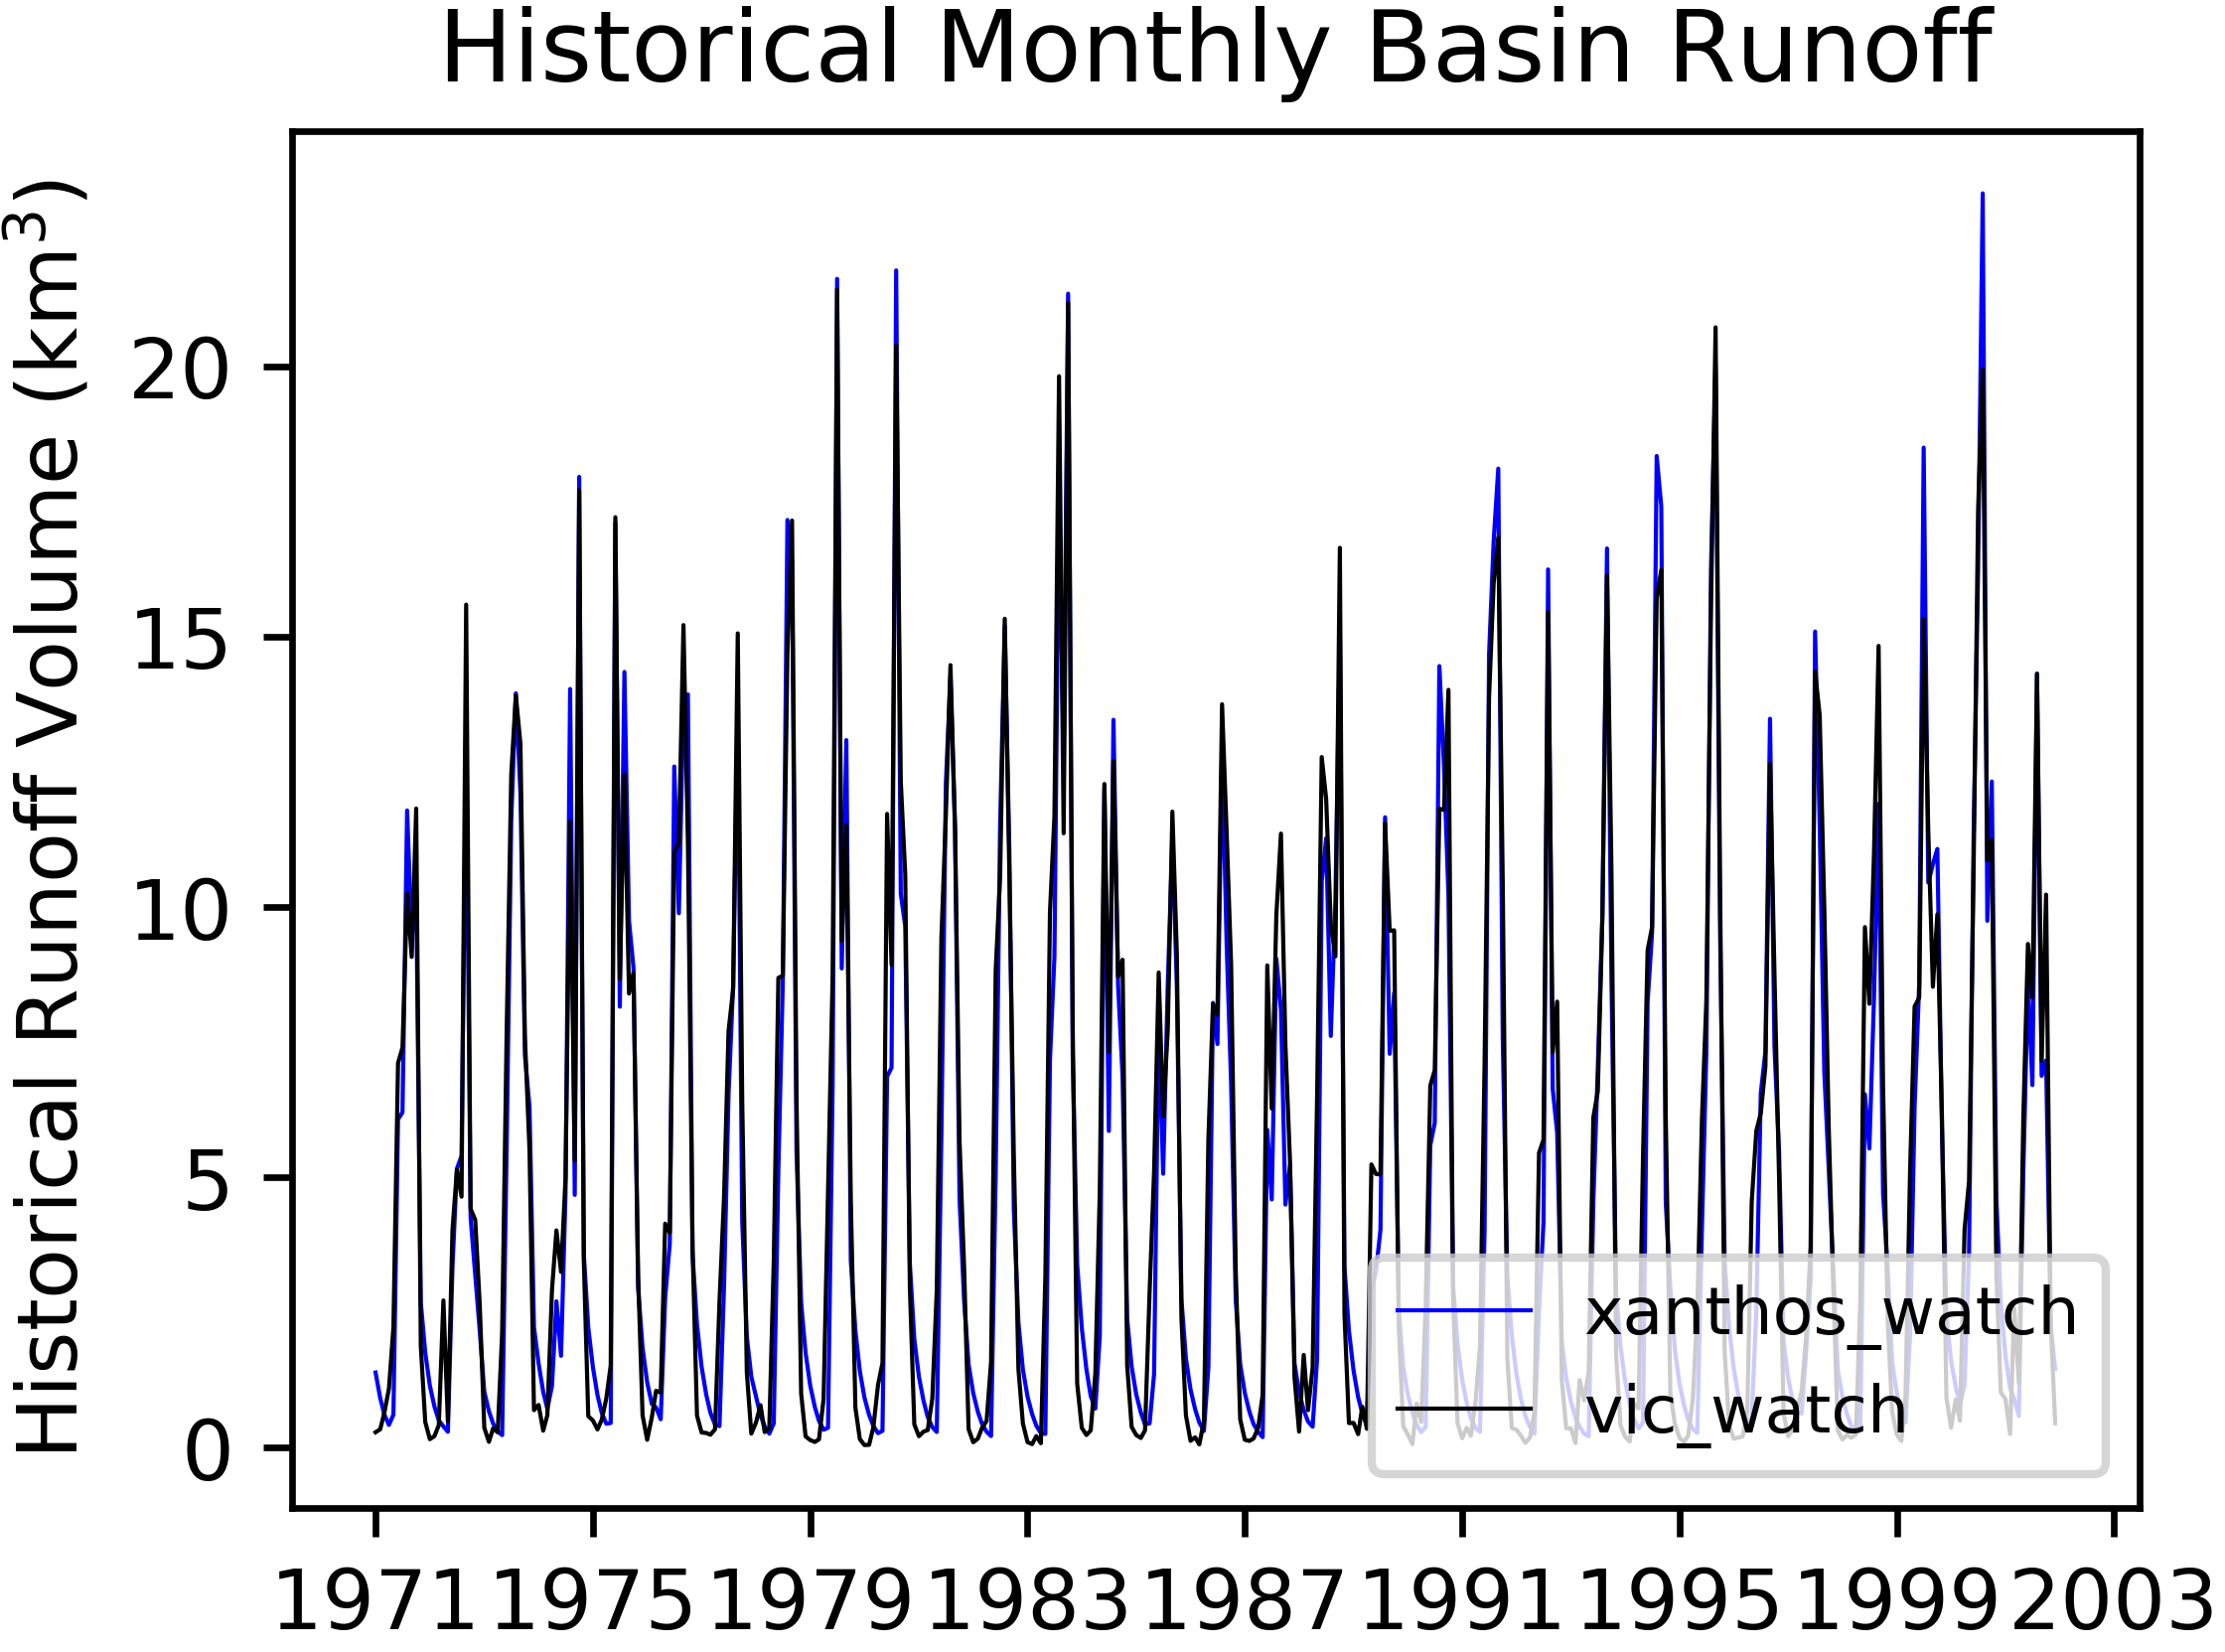 Historical Monthly Basin Runoff
Historical Runoff Volume (km³)
20
15
10
5
0
xanthos_watch
vic_watch
1971 1975 1979 1983 1987 1991 1995 1999 2003